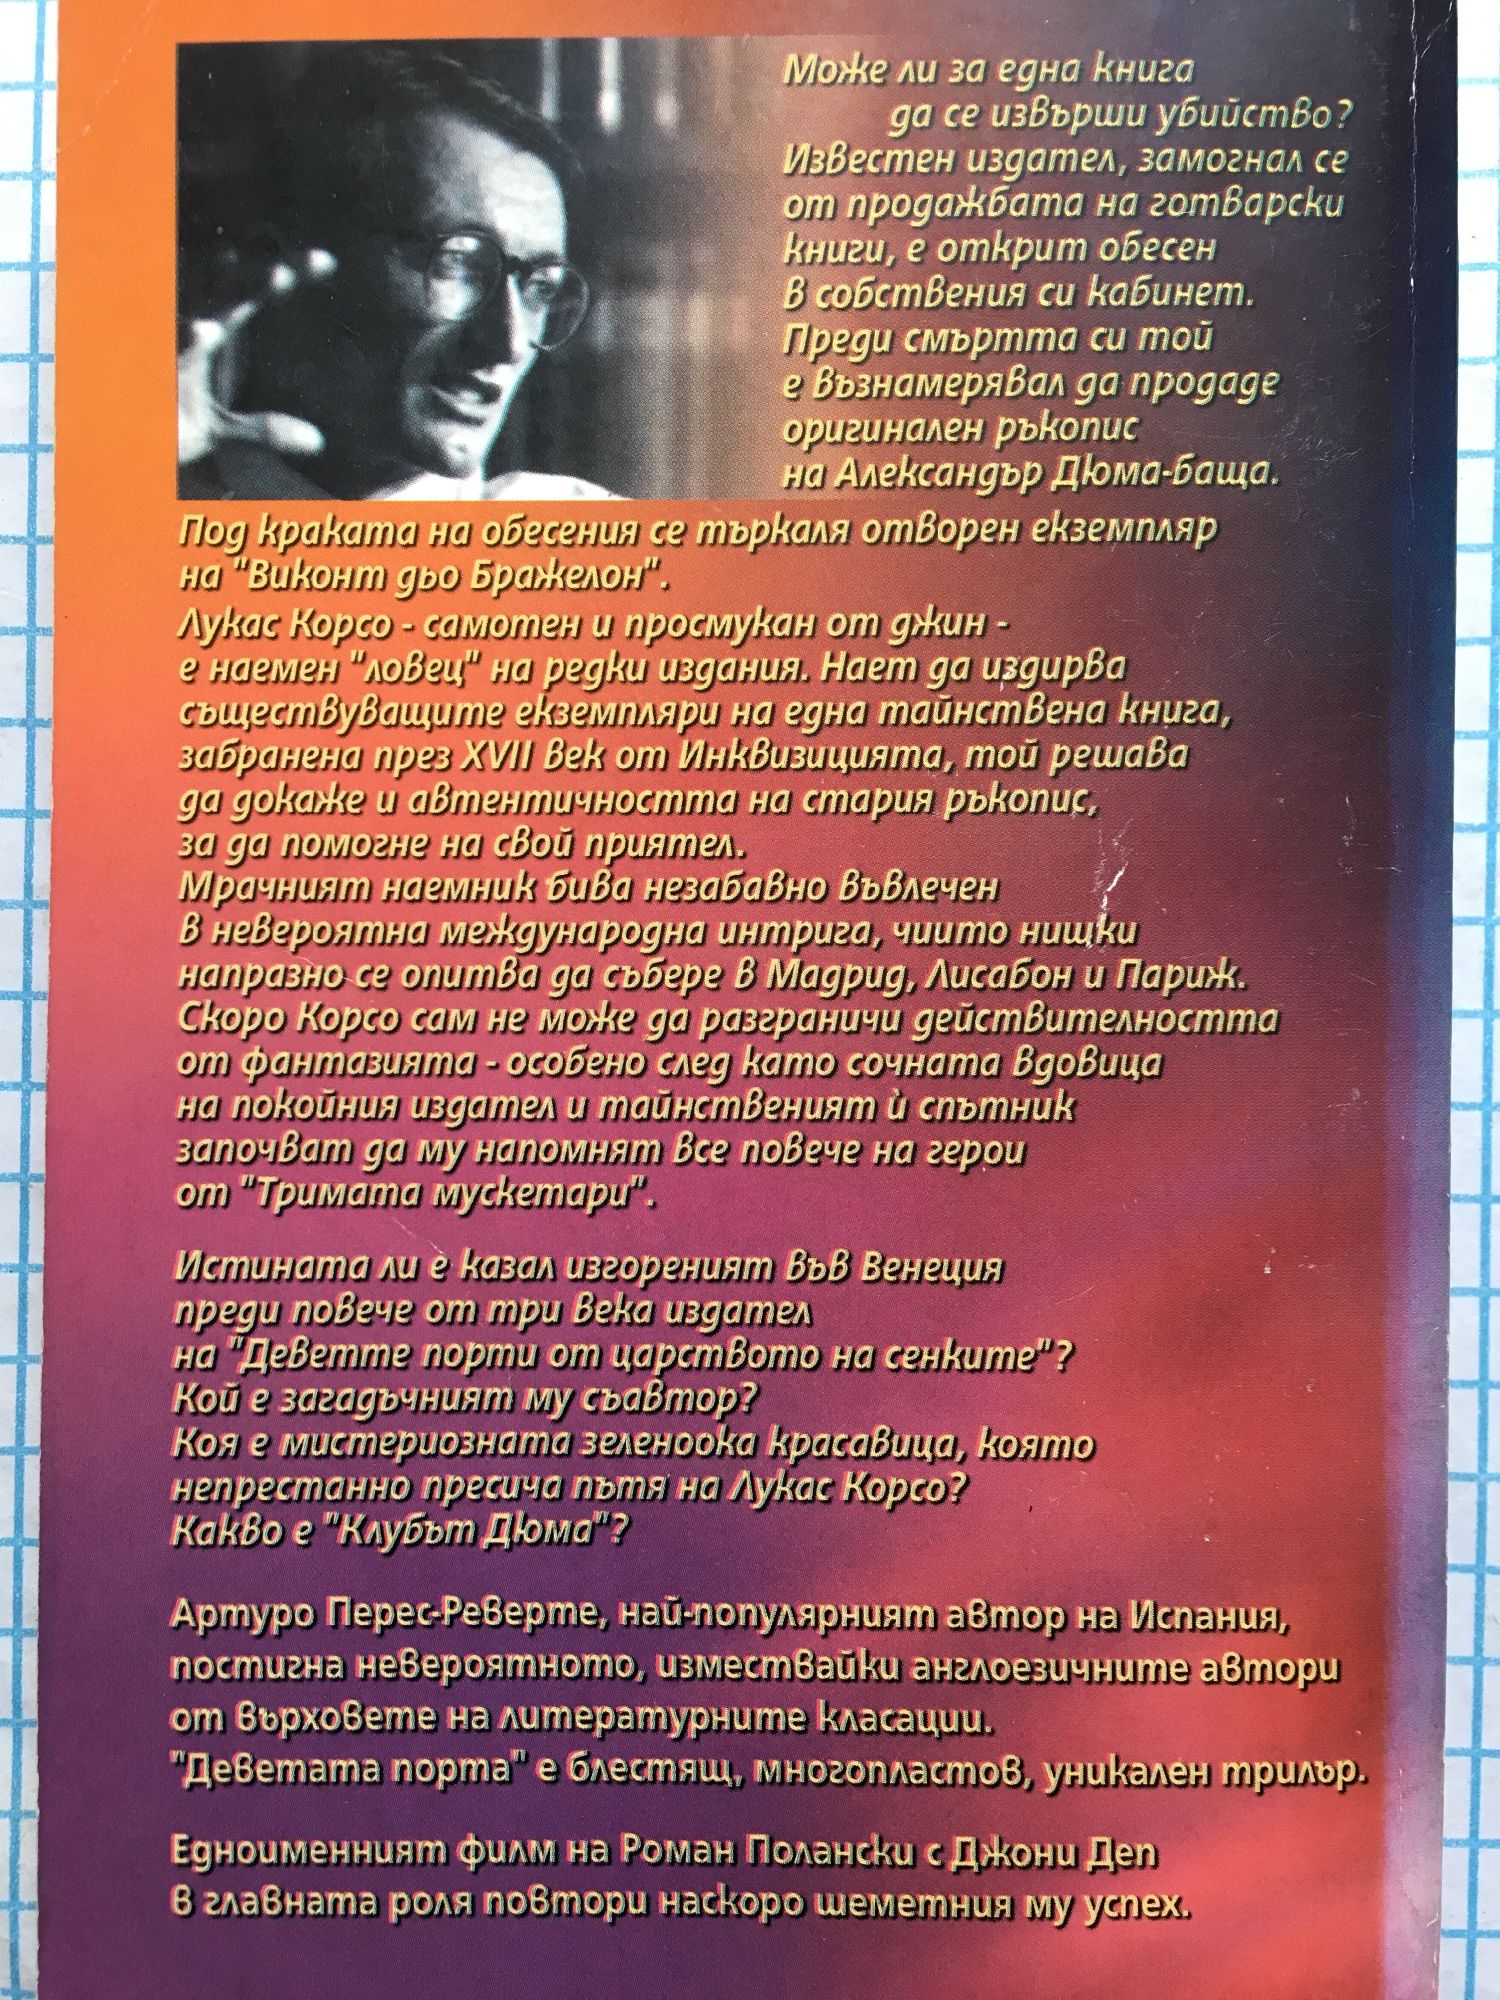 Може ли за една книга
да се извърши убийство?
Известен издател, замогнал се
от продажбата на готварски
книги, е открит обесен
в собствения си кабинет.
Преди смъртта си той
е възнамерявал да продаде
оригинален ръкопис
на Александър Дюма-баща.
Под краката на обесения се търкаля отворен екземпляр
на "Виконт дьо Бражелон".
Лукас Корсо - самотен и просмукан от джин -
е наемен "ловец" на редки издания. Нает да издирва
съществуващите екземпляри на една тайнствена книга,
забранена през XVII век от Инквизицията, той решава
да докаже и автентичността на стария ръкопис,
за да помогне на свой приятел.
Мрачният наемник бива незабавно въвлечен
в невероятна международна интрига, чиито нишки
напразно се опитва да събере в Мадрид, Лисабон и Париж.
Скоро Корсо сам не може да разграничи действителността
от фантазията - особено след като сочната вдовица
на покойния издател и тайнственият ѝ спътник
започват да му напомнят все повече на герои
от "Тримата мускетари".
Истината ли е казал изгореният във Венеция
преди повече от три века издател
на "Деветте порти от царството на сенките"?
Кой е загадъчният му съавтор?
Коя е мистериозната зеленоока красавица, която
непрестанно пресича пътя на Лукас Корсо?
Какво е "Клубът Дюма"?
Артуро Перес-Реверте, най-популярният автор на Испания,
постигна невероятното, измествайки англоезичните автори
от върховете на литературните класации.
"Деветата порта" е блестящ, многопластов, уникален трилър.
Едноименният филм на Роман Полански с Джони Деп
в главната роля повтори наскоро шеметния му успех.